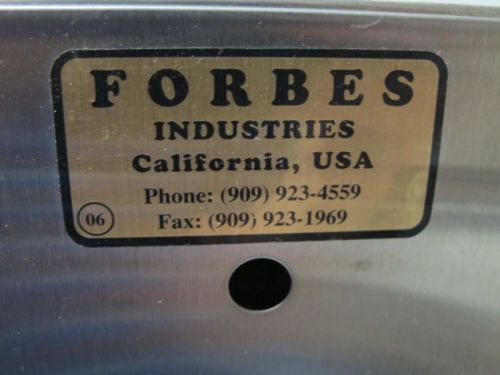 FORBES
INDUSTRIES
California, USA
Phone: (909) 923-4559
06 Fax: (909) 923-1969